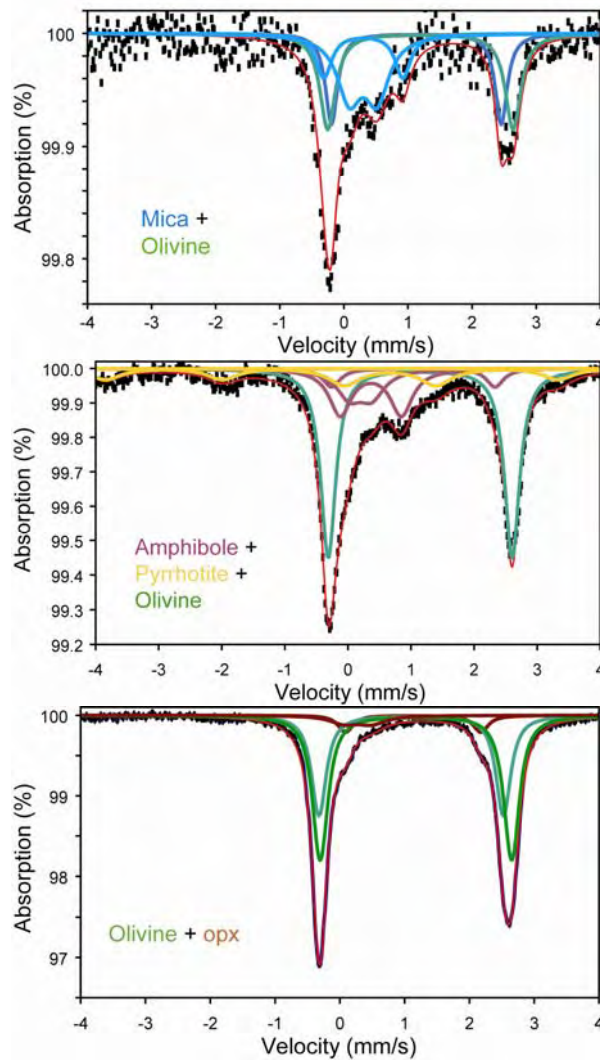 100
99.9
99.8
Absorption (%)
Mica +
Olivine
-4 -3 -2 -1 0 1 2 3 4
Velocity (mm/s)
100.0
99.9
99.8
99.7
99.6
99.5
99.4
99.3
99.2
Absorption (%)
Amphibole +
Pyrrhotite +
Olivine
-4 -3 -2 -1 0 1 2 3 4
Velocity (mm/s)
100
99
98
97
Absorption (%)
Olivine + opx
-4 -3 -2 -1 0 1 2 3 4
Velocity (mm/s)